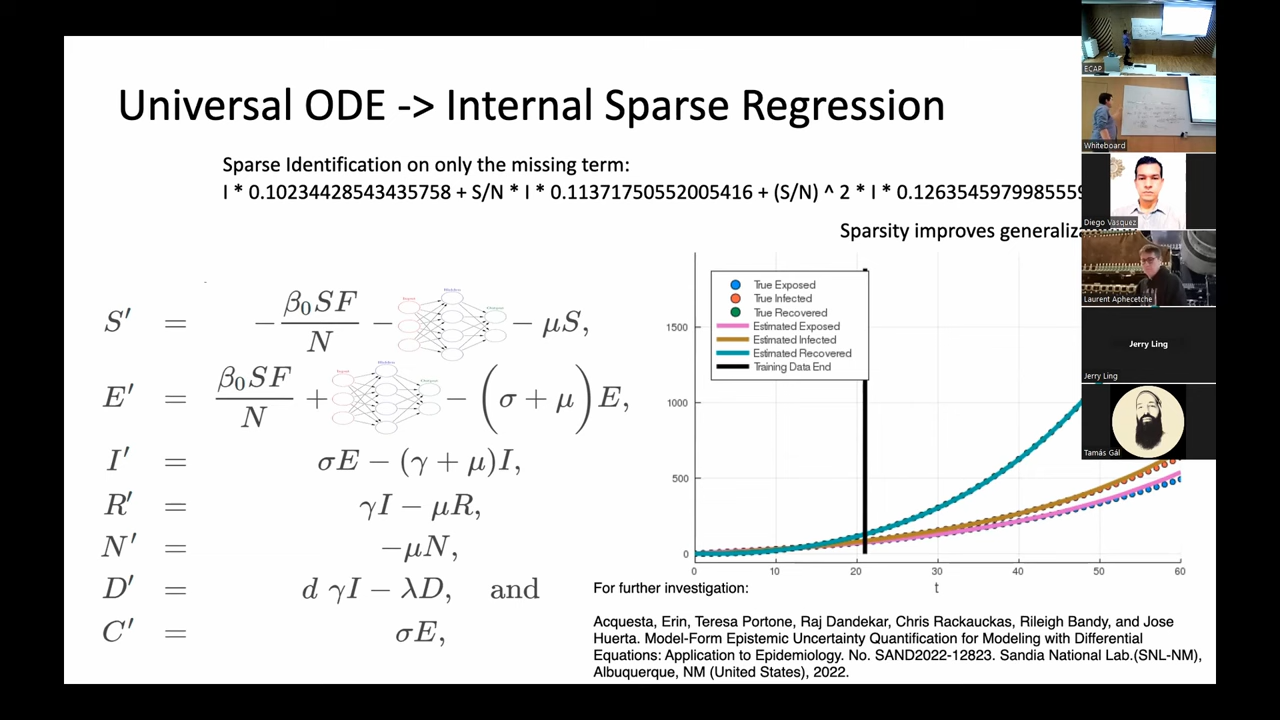 Universal ODE -> Internal Sparse Regression
Sparse Identification on only the missing term:
I * 0.10234428543435758 + S/N * I * 0.11371750552005416 + (S/N) ^ 2 * I * 0.126354597998555
Sparsity improves generaliz
S′ = − β₀SF/N − − μS,
E′ = β₀SF/N + − (σ + μ)E,
I′ = σE − (γ + μ)I,
R′ = γI − μR,
N′ = −μN,
D′ = d γI − λD, and
C′ = σE,
True Exposed
True Infected
True Recovered
Estimated Exposed
Estimated Infected
Estimated Recovered
Training Data End
1500
1000
500
0
0 10 20 30 40 50 60
t
For further investigation:
Acquesta, Erin, Teresa Portone, Raj Dandekar, Chris Rackauckas, Rileigh Bandy, and Jose
Huerta. Model-Form Epistemic Uncertainty Quantification for Modeling with Differential
Equations: Application to Epidemiology. No. SAND2022-12823. Sandia National Lab.(SNL-NM),
Albuquerque, NM (United States), 2022.
ECAP
Whiteboard
Diego Vasquez
Laurent Aphecetche
Jerry Ling
Jerry Ling
Tamás Gál